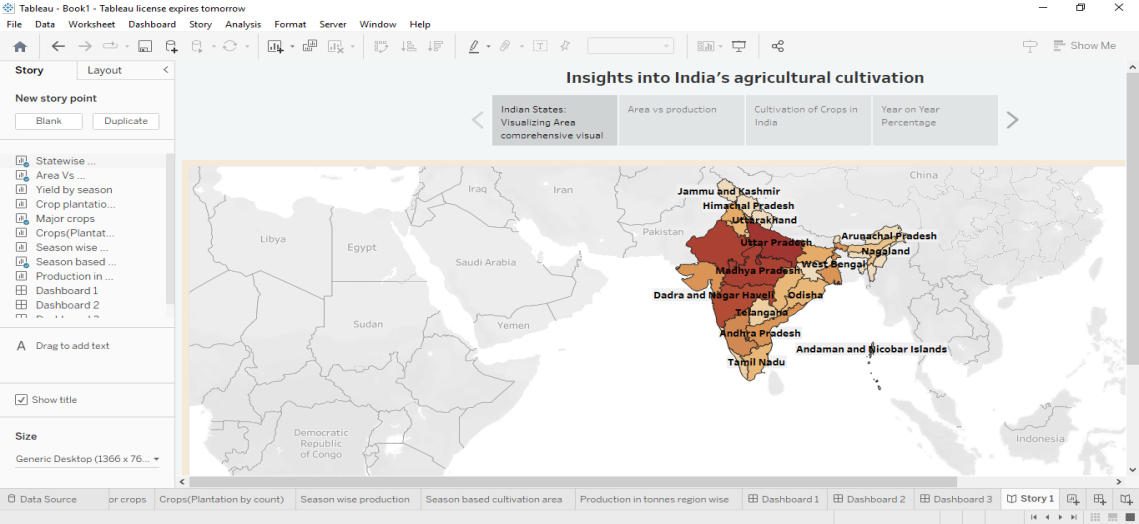 Tableau - Book1 - Tableau license expires tomorrow
File Data Worksheet Dashboard Story Analysis Format Server Window Help
Show Me
Story Layout
New story point
Blank Duplicate
Statewise ...
Area Vs ...
Yield by season
Crop plantatio...
Major crops
Crops(Plantat...
Season wise ...
Season based ...
Production in ...
Dashboard 1
Dashboard 2
A Drag to add text
Show title
Size
Generic Desktop (1366 x 76...
Insights into India's agricultural cultivation
Indian States:
Visualizing Area
comprehensive visual
Area vs production
Cultivation of Crops in
India
Year on Year
Percentage
China
Iraq
Iran
Jammu and Kashmir
Himachal Pradesh
Uttarakhand
Pakistan
Arunachal Pradesh
Libya
Egypt
Uttar Pradesh
Nagaland
Saudi Arabia
West Bengal
Madhya Pradesh
Dadra and Nagar Haveli
Odisha
Telangana
Sudan
Yemen
Andhra Pradesh
Andaman and Nicobar Islands
Tamil Nadu
Democratic
Republic
of Congo
Indonesia
Data Source or crops Crops(Plantation by count) Season wise production Season based cultivation area Production in tonnes region wise Dashboard 1 Dashboard 2 Dashboard 3 Story 1